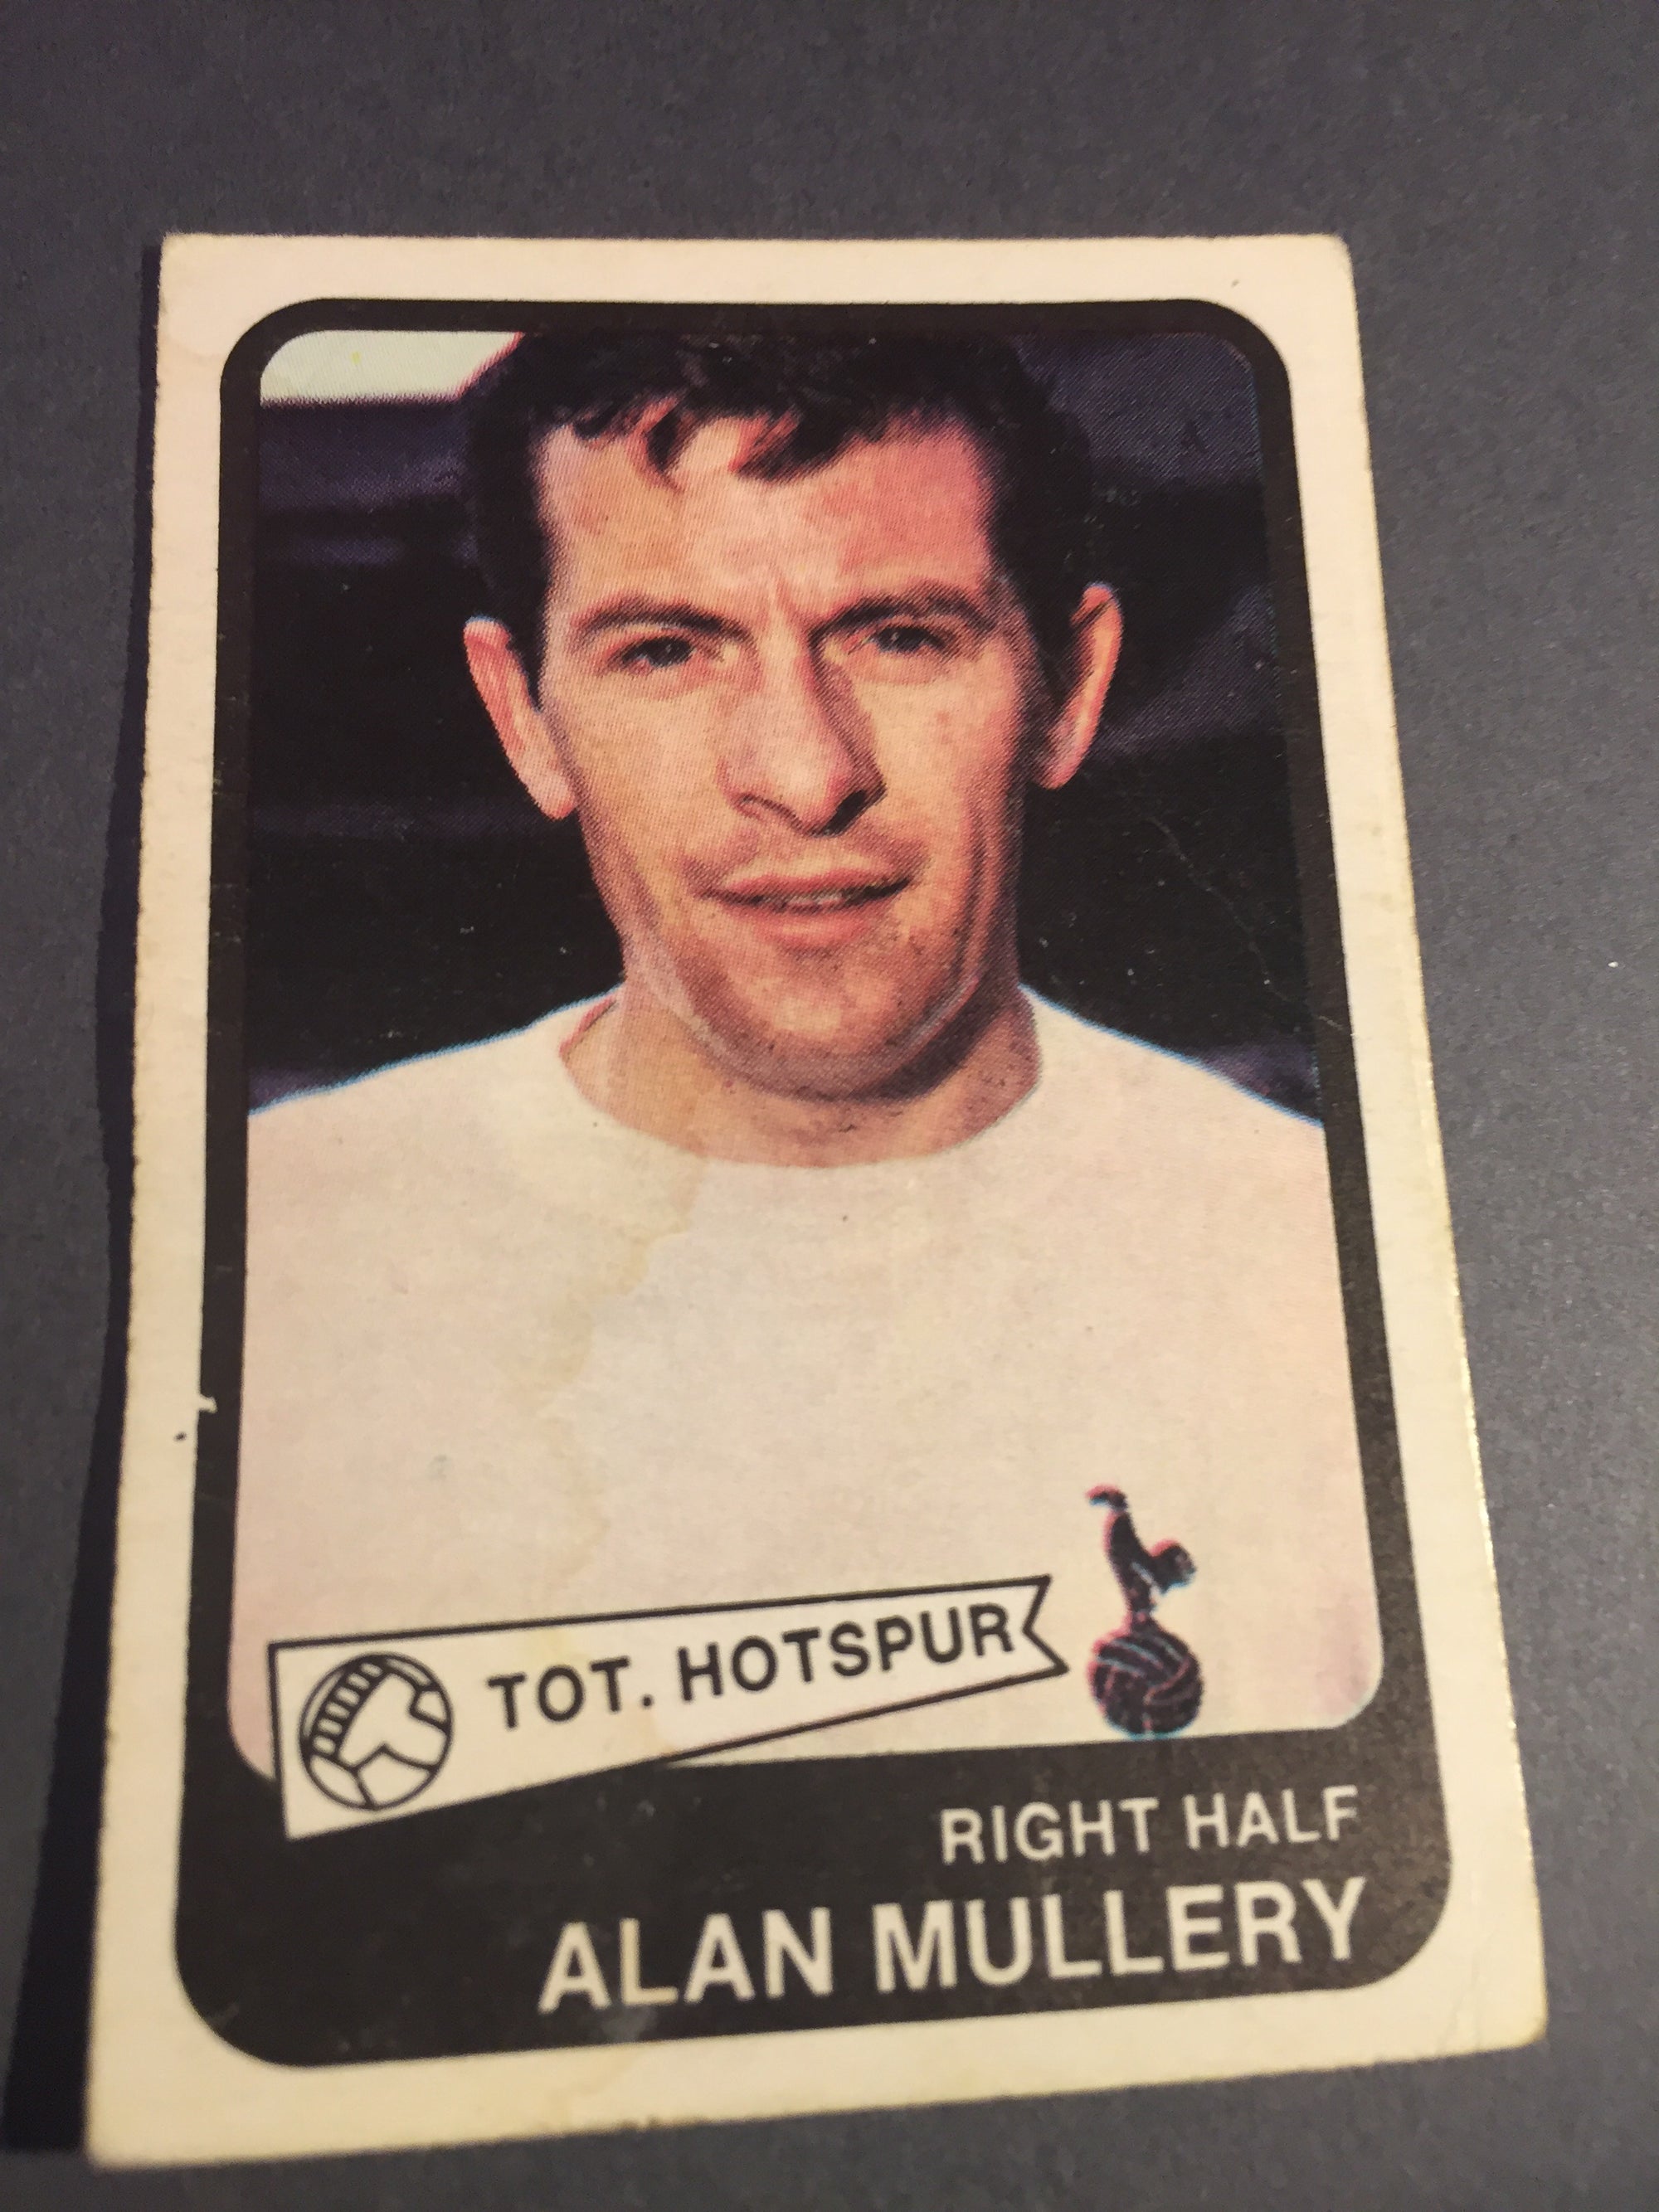 TOT. HOTSPUR
RIGHT HALF
ALAN MULLERY